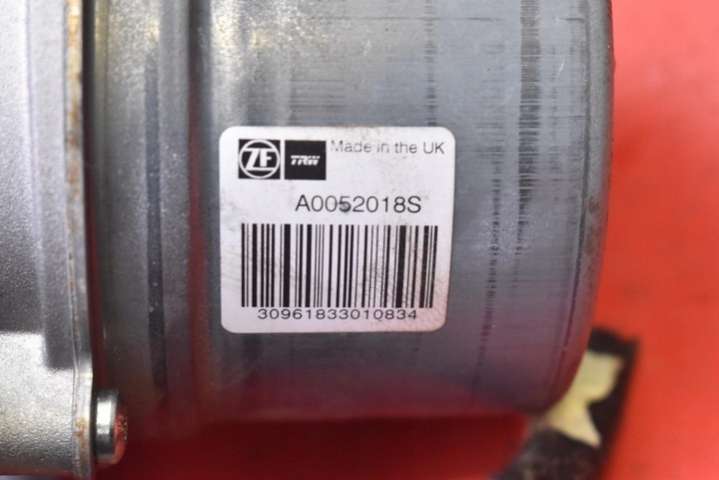 ZF TRW Made in the UK
A0052018S
30961833010834